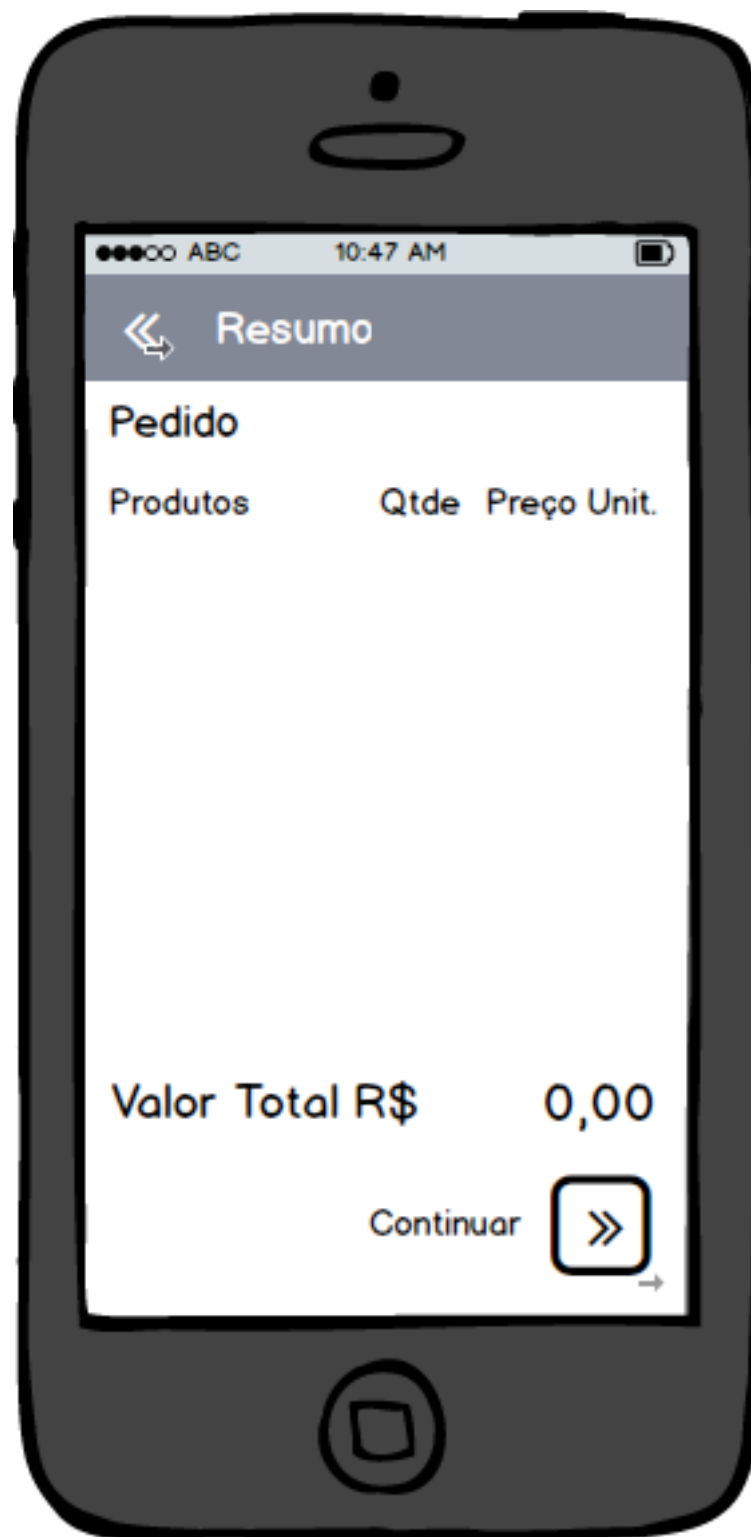 ABC 10:47 AM
Resumo
Pedido
Produtos Qtde Preço Unit.
Valor Total R$ 0,00
Continuar